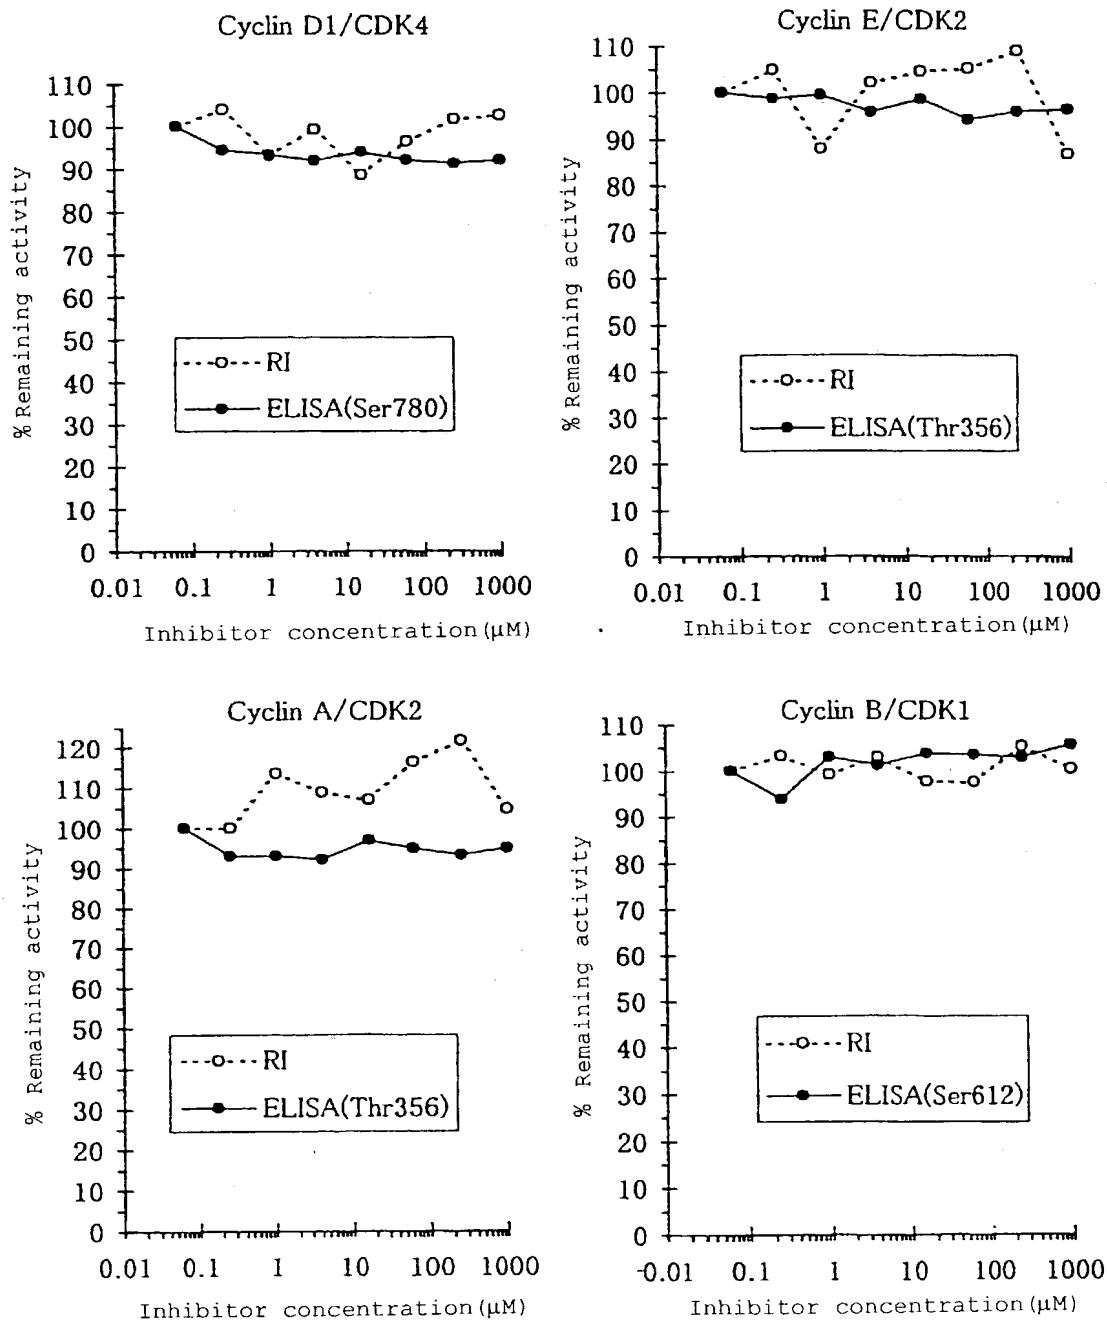 Cyclin D1/CDK4
110
100
90
80
70
60
50
40
30
20
10
0
% Remaining activity
RI
ELISA(Ser780)
0.01 0.1 1 10 100 1000
Inhibitor concentration(μM)
Cyclin E/CDK2
110
100
90
80
70
60
50
40
30
20
10
0
% Remaining activity
RI
ELISA(Thr356)
0.01 0.1 1 10 100 1000
Inhibitor concentration(μM)
Cyclin A/CDK2
120
110
100
90
80
70
60
50
40
30
20
10
0
% Remaining activity
RI
ELISA(Thr356)
0.01 0.1 1 10 100 1000
Inhibitor concentration(μM)
Cyclin B/CDK1
110
100
90
80
70
60
50
40
30
20
10
0
% Remaining activity
RI
ELISA(Ser612)
-0.01 0.1 1 10 100 1000
Inhibitor concentration(μM)